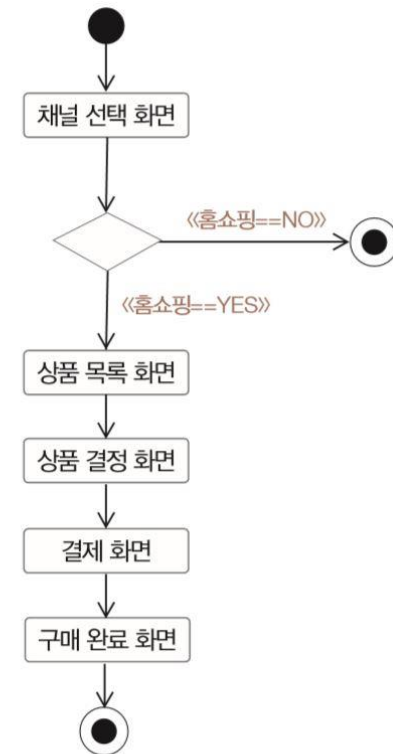 채널 선택 화면
《홈쇼핑==NO》
《홈쇼핑==YES》
상품 목록 화면
상품 결정 화면
결제 화면
구매 완료 화면